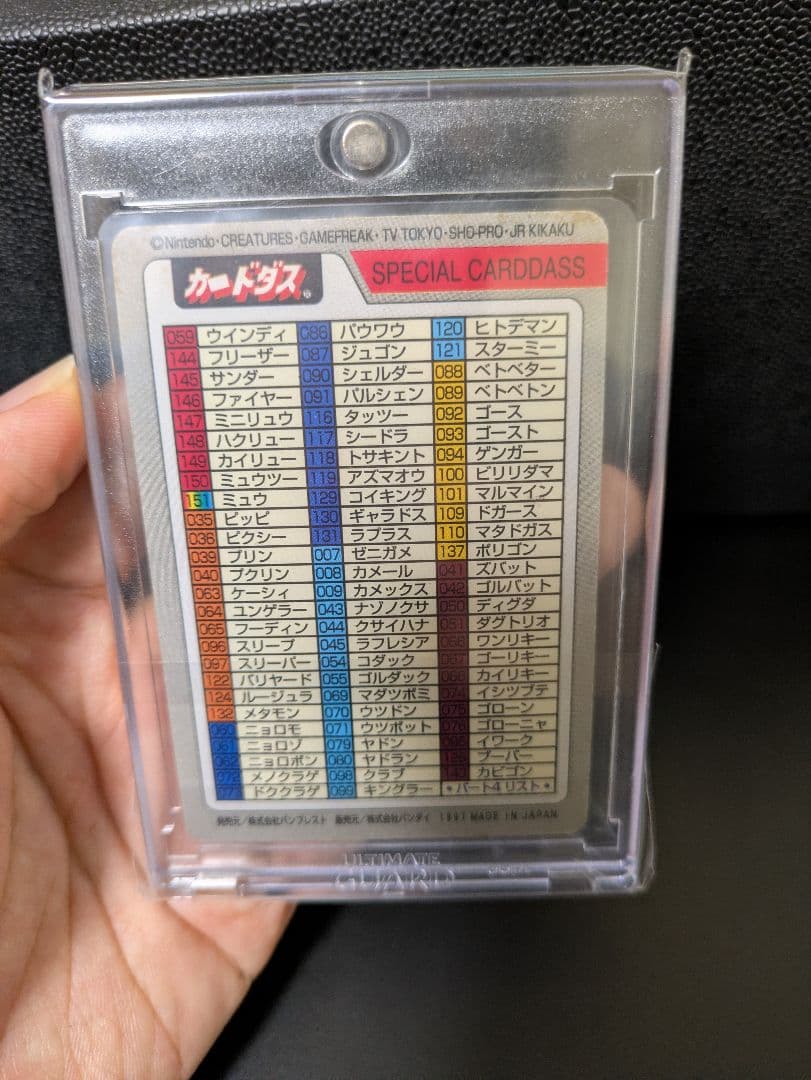 ©Nintendo・CREATURES・GAMEFREAK・TV TOKYO・SHO-PRO・JR KIKAKU
カードダス®
SPECIAL CARDDASS
059 ウインディ 086 パウワウ 120 ヒトデマン
144 フリーザー 087 ジュゴン 121 スターミー
145 サンダー 090 シェルダー 088 ベトベター
146 ファイヤー 091 パルシェン 089 ベトベトン
147 ミニリュウ 116 タッツー 092 ゴース
148 ハクリュー 117 シードラ 093 ゴースト
149 カイリュー 118 トサキント 094 ゲンガー
150 ミュウツー 119 アズマオウ 100 ビリリダマ
151 ミュウ 129 コイキング 101 マルマイン
035 ピッピ 130 ギャラドス 109 ドガース
036 ピクシー 131 ラプラス 110 マタドガス
039 プリン 007 ゼニガメ 137 ポリゴン
040 プクリン 008 カメール 041 ズバット
063 ケーシィ 009 カメックス 042 ゴルバット
064 ユンゲラー 043 ナゾノクサ 050 ディグダ
065 フーディン 044 クサイハナ 051 ダグトリオ
096 スリープ 045 ラフレシア 066 ワンリキー
097 スリーパー 054 コダック 067 ゴーリキー
122 バリヤード 055 ゴルダック 068 カイリキー
124 ルージュラ 069 マダツボミ 074 イシツブテ
132 メタモン 070 ウツドン 075 ゴローン
060 ニョロモ 071 ウツボット 076 ゴローニャ
061 ニョロゾ 079 ヤドン 095 イワーク
062 ニョロボン 080 ヤドラン ブーバー
072 メノクラゲ 098 クラブ 143 カビゴン
073 ドククラゲ 099 キングラー *パート4 リスト*
発売元/株式会社バンプレスト 販売元/株式会社バンダイ 1997 MADE IN JAPAN
ULTIMATE
GUARD